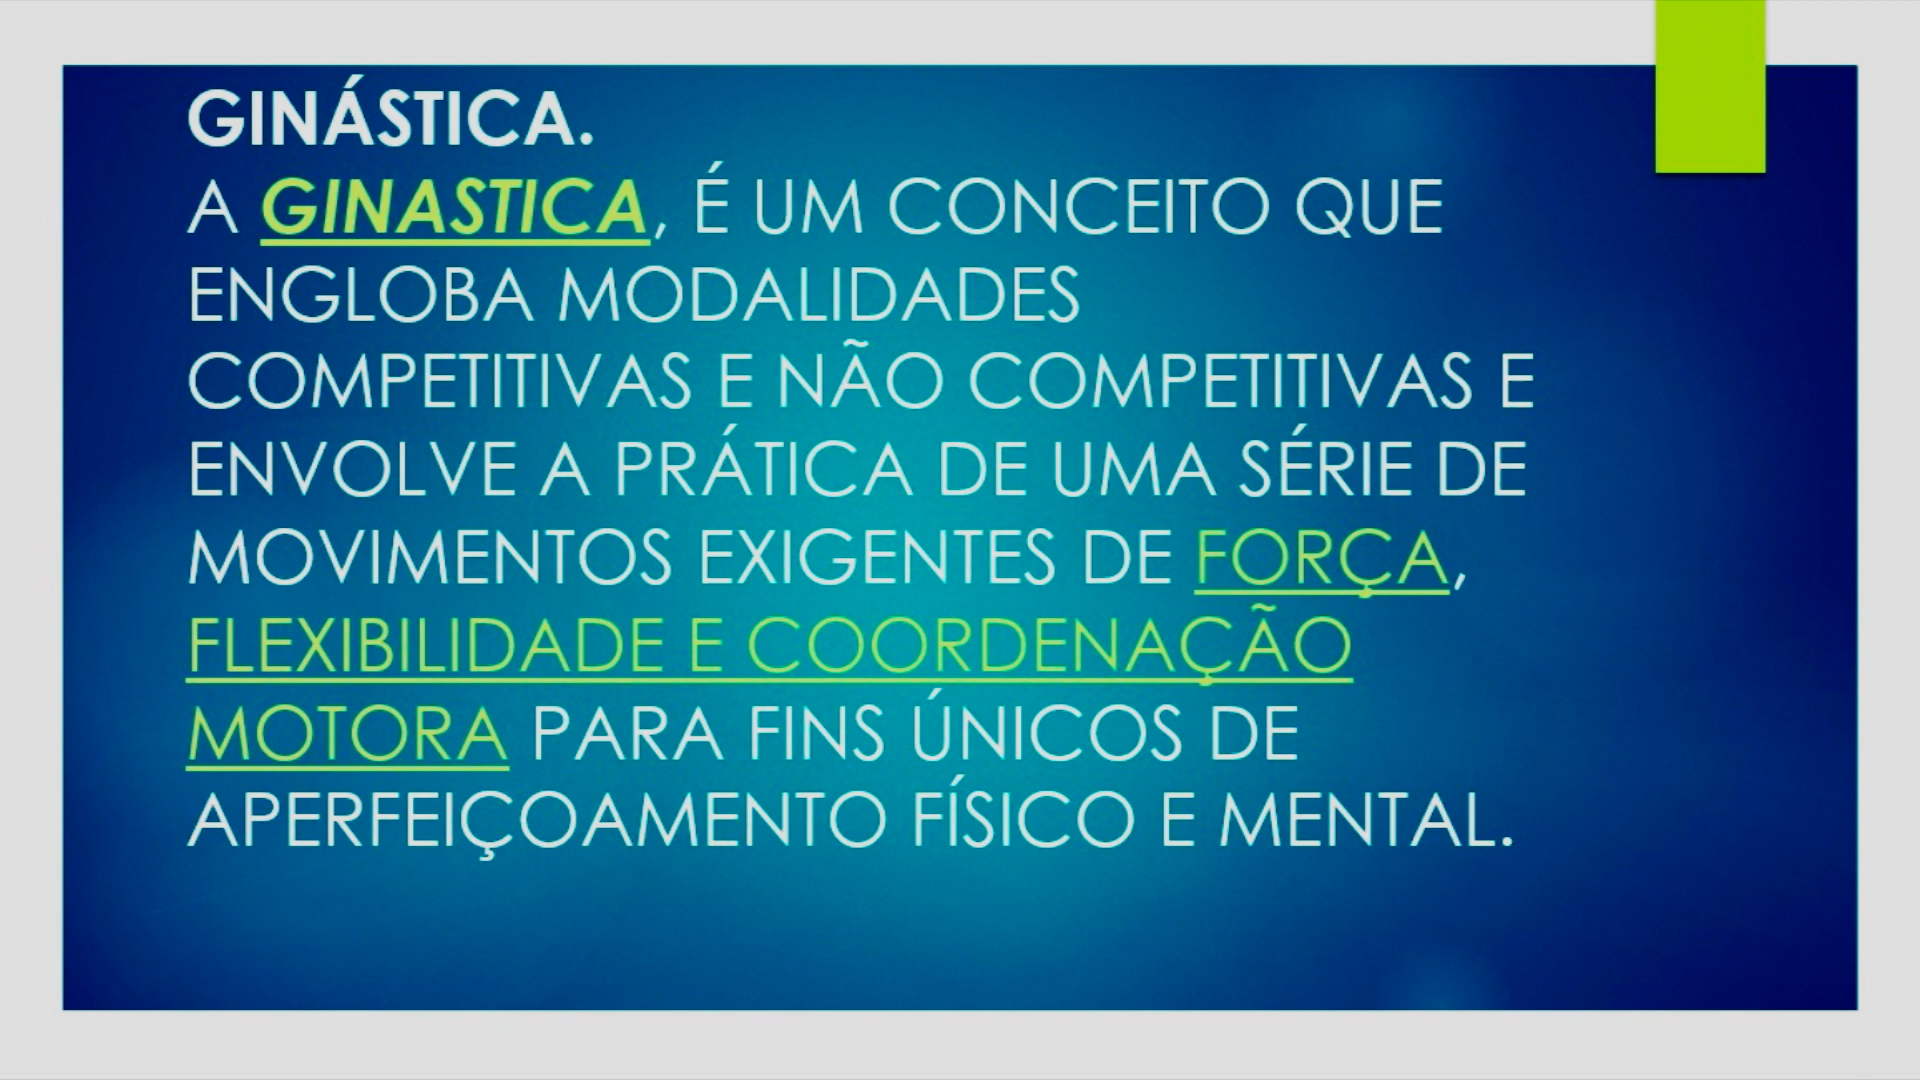 GINÁSTICA.
A GINASTICA, É UM CONCEITO QUE
ENGLOBA MODALIDADES
COMPETITIVAS E NÃO COMPETITIVAS E
ENVOLVE A PRÁTICA DE UMA SÉRIE DE
MOVIMENTOS EXIGENTES DE FORÇA,
FLEXIBILIDADE E COORDENAÇÃO
MOTORA PARA FINS ÚNICOS DE
APERFEIÇOAMENTO FÍSICO E MENTAL.